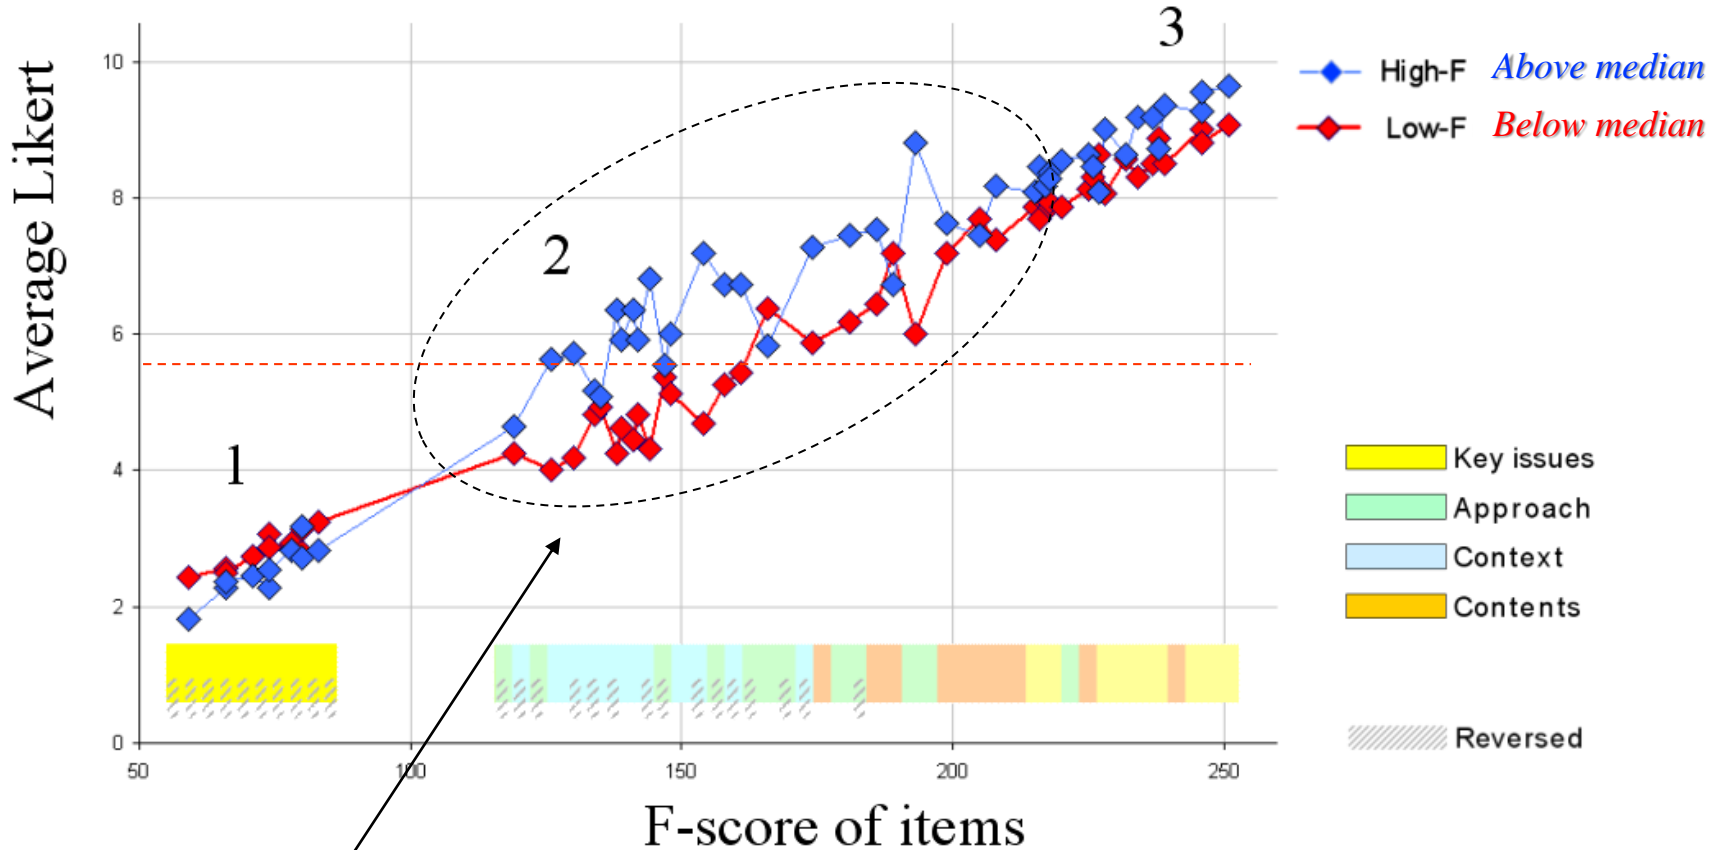 3
High-F Above median
Low-F Below median
Average Likert
10
8
2
6
1
4
Key issues
Approach
Context
2
Contents
Reversed
0
50 100 150 200 250
F-score of items